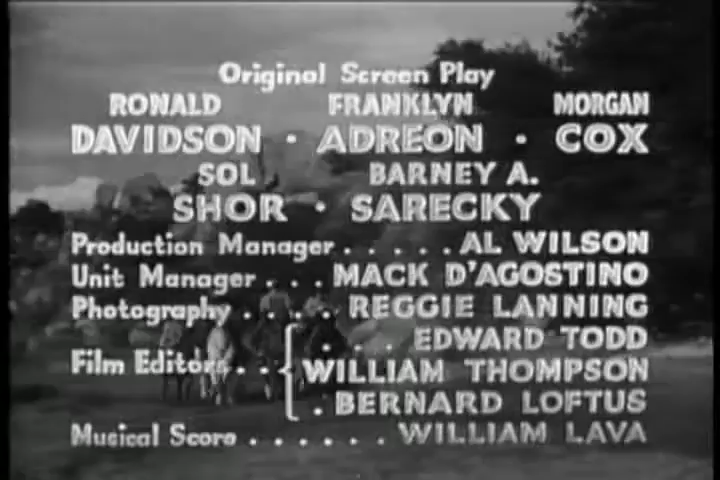 Original Screen Play
RONALD FRANKLYN MORGAN
DAVIDSON · ADREON · COX
SOL BARNEY A.
SHOR · SARECKY
Production Manager . . . . . AL WILSON
Unit Manager . . . MACK D'AGOSTINO
Photography . . . . REGGIE LANNING
. . . EDWARD TODD
Film Editors . . { WILLIAM THOMPSON
. BERNARD LOFTUS
Musical Score . . . . . . WILLIAM LAVA